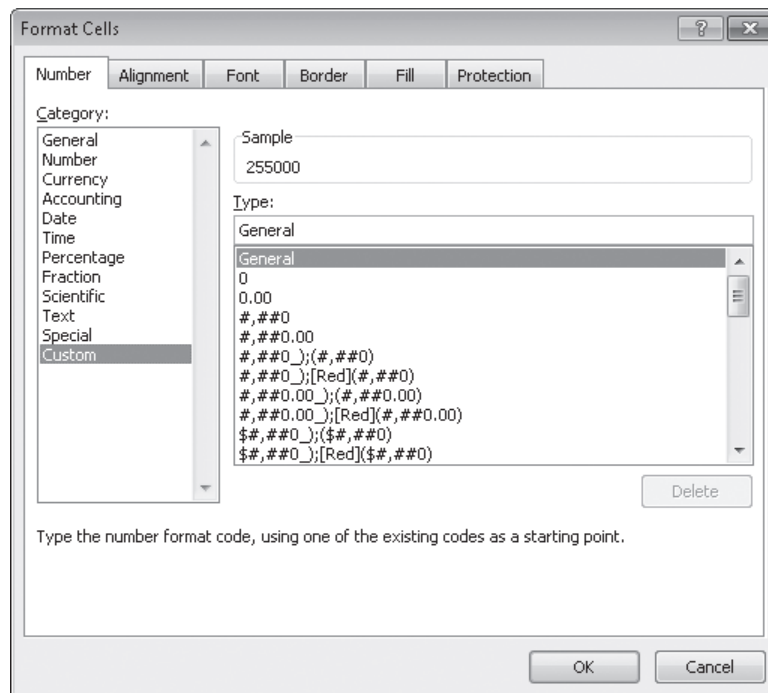 Format Cells
Number Alignment Font Border Fill Protection
Category:
General
Number
Currency
Accounting
Date
Time
Percentage
Fraction
Scientific
Text
Special
Custom
Sample
255000
Type:
General
General
0
0.00
#,##0
#,##0.00
#,##0_);(#,##0)
#,##0_);[Red](#,##0)
#,##0.00_);(#,##0.00)
#,##0.00_);[Red](#,##0.00)
$#,##0_);($#,##0)
$#,##0_);[Red]($#,##0)
Delete
Type the number format code, using one of the existing codes as a starting point.
OK Cancel